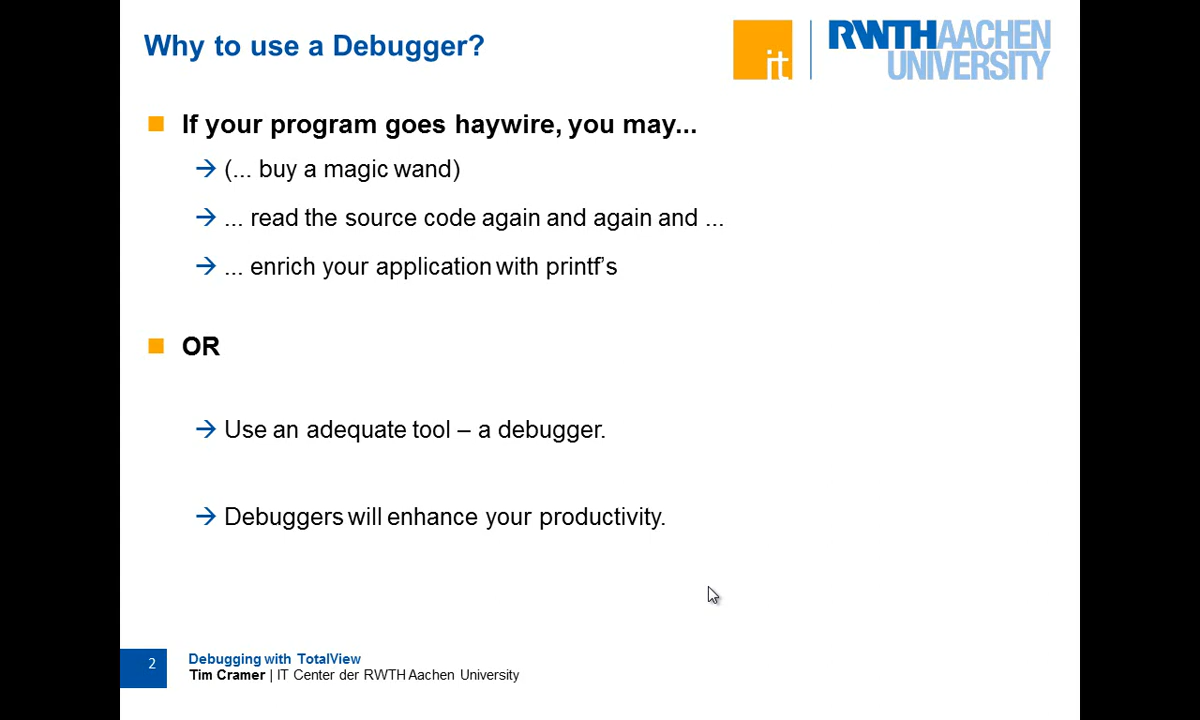 Why to use a Debugger?
it
RWTHAACHEN
UNIVERSITY
If your program goes haywire, you may...
(... buy a magic wand)
... read the source code again and again and ...
... enrich your application with printf’s
OR
Use an adequate tool – a debugger.
Debuggers will enhance your productivity.
2
Debugging with TotalView
Tim Cramer | IT Center der RWTH Aachen University